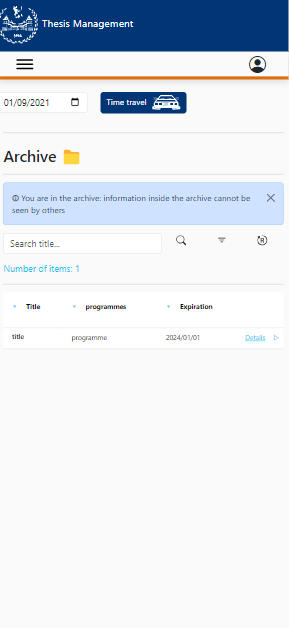 Thesis Management
01/09/2021
Time travel
Archive
You are in the archive: information inside the archive cannot be
seen by others
Search title...
Number of items: 1
Title programmes Expiration
title programme 2024/01/01 Details